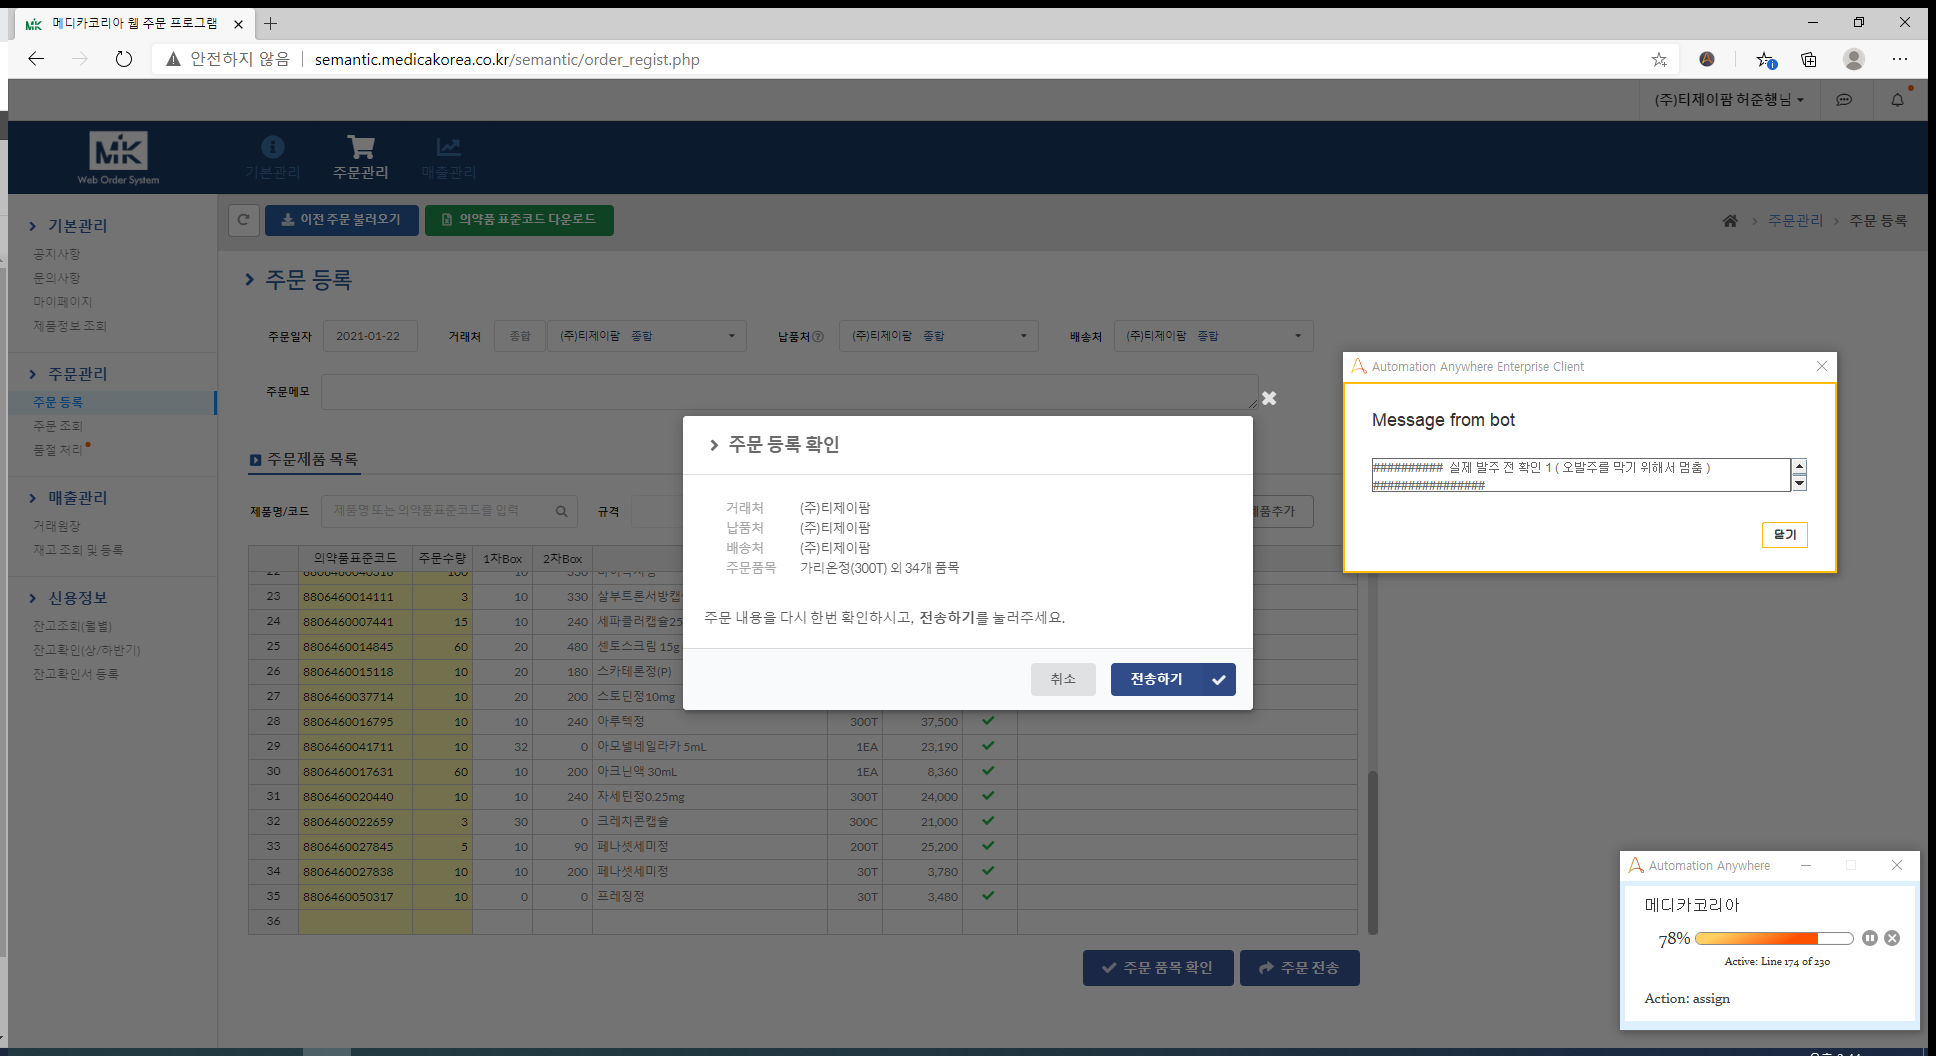 메디카코리아 웹 주문 프로그램
안전하지 않음
semantic.medicakorea.co.kr/semantic/order_regist.php
(주)티제이팜 허준행님
MK
Web Order System
기본관리
주문관리
매출관리
기본관리
공지사항
문의사항
마이페이지
제품정보 조회
주문관리
주문 등록
주문 조회
품절 처리
매출관리
거래원장
재고 조회 및 등록
신용정보
잔고조회(월별)
잔고확인(상/하반기)
잔고확인서 등록
이전 주문 불러오기
의약품 표준코드 다운로드
주문관리 > 주문 등록
주문 등록
주문일자 2021-01-22 거래처 종합 (주)티제이팜 종합 납품처 (주)티제이팜 종합 배송처 (주)티제이팜 종합
주문메모
주문제품 목록
제품명/코드 제품명 또는 의약품표준코드를 입력 규격 품추가
의약품표준코드 주문수량 1차Box 2차Box
23 8806460014111 3 10 330 살부트론서방캡
24 8806460007441 15 10 240 세파클러캡슐25
25 8806460014845 60 20 480 센토스크림 15g
26 8806460015118 10 20 180 스카테론정(P)
27 8806460037714 10 20 200 스토딘정10mg
28 8806460016795 10 10 240 아루텍정 300T 37,500
29 8806460041711 10 32 0 아모넬네일라카 5mL 1EA 23,190
30 8806460017631 60 10 200 아크닌액 30mL 1EA 8,360
31 8806460020440 10 10 240 자세틴정0.25mg 300T 24,000
32 8806460022659 3 30 0 크레치콘캡슐 300C 21,000
33 8806460027845 5 10 90 페나셋세미정 200T 25,200
34 8806460027838 10 10 200 페나셋세미정 30T 3,780
35 8806460050317 10 0 0 프레징정 30T 3,480
36
주문 품목 확인
주문 전송
주문 등록 확인
거래처 (주)티제이팜
납품처 (주)티제이팜
배송처 (주)티제이팜
주문품목 가리온정(300T) 외 34개 품목
주문 내용을 다시 한번 확인하시고, 전송하기를 눌러주세요.
취소
전송하기
Automation Anywhere Enterprise Client
Message from bot
########## 실제 발주 전 확인 1 ( 오발주를 막기 위해서 멈춤 )
################
닫기
Automation Anywhere
메디카코리아
78%
Active: Line 174 of 230
Action: assign